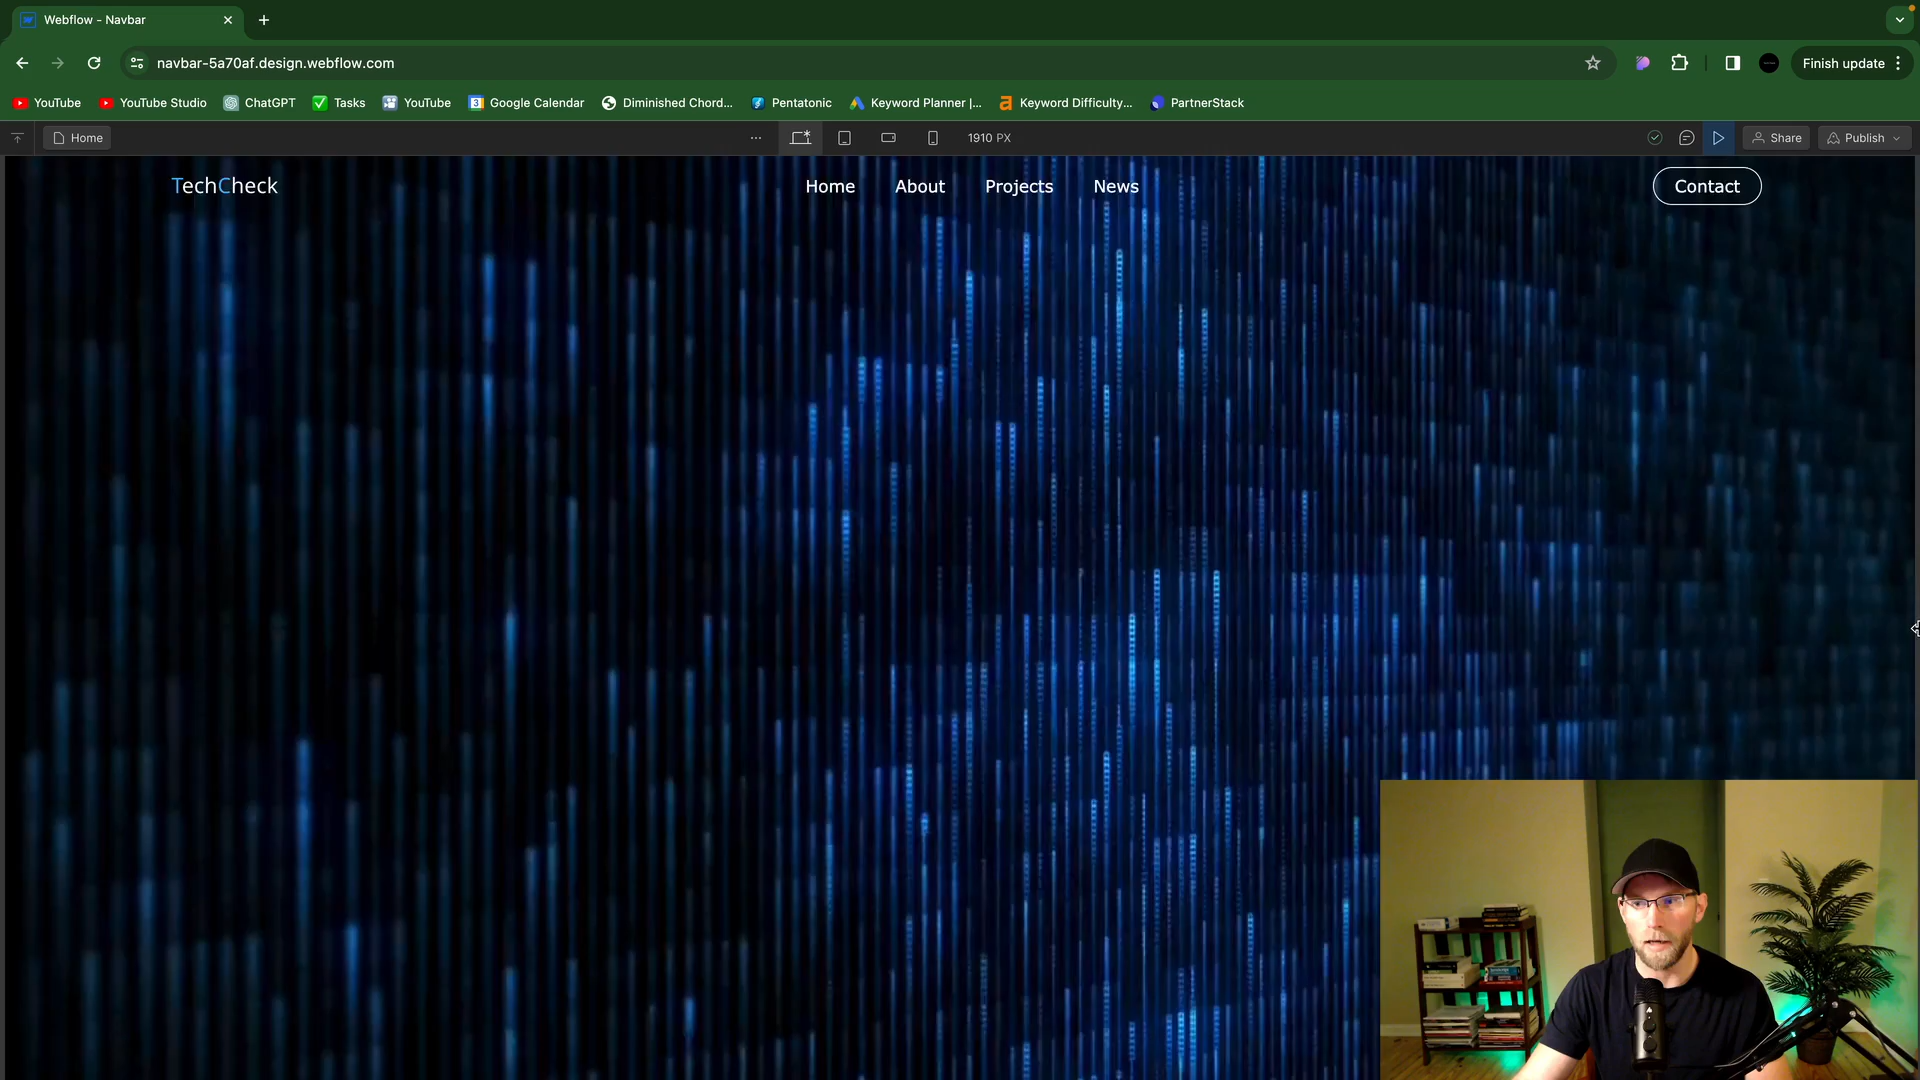 Webflow - Navbar
navbar-5a70af.design.webflow.com
Finish update
YouTube
YouTube Studio
ChatGPT
Tasks
YouTube
Google Calendar
Diminished Chord...
Pentatonic
Keyword Planner |...
Keyword Difficulty...
PartnerStack
Home
1910 PX
Share
Publish
TechCheck
Home
About
Projects
News
Contact